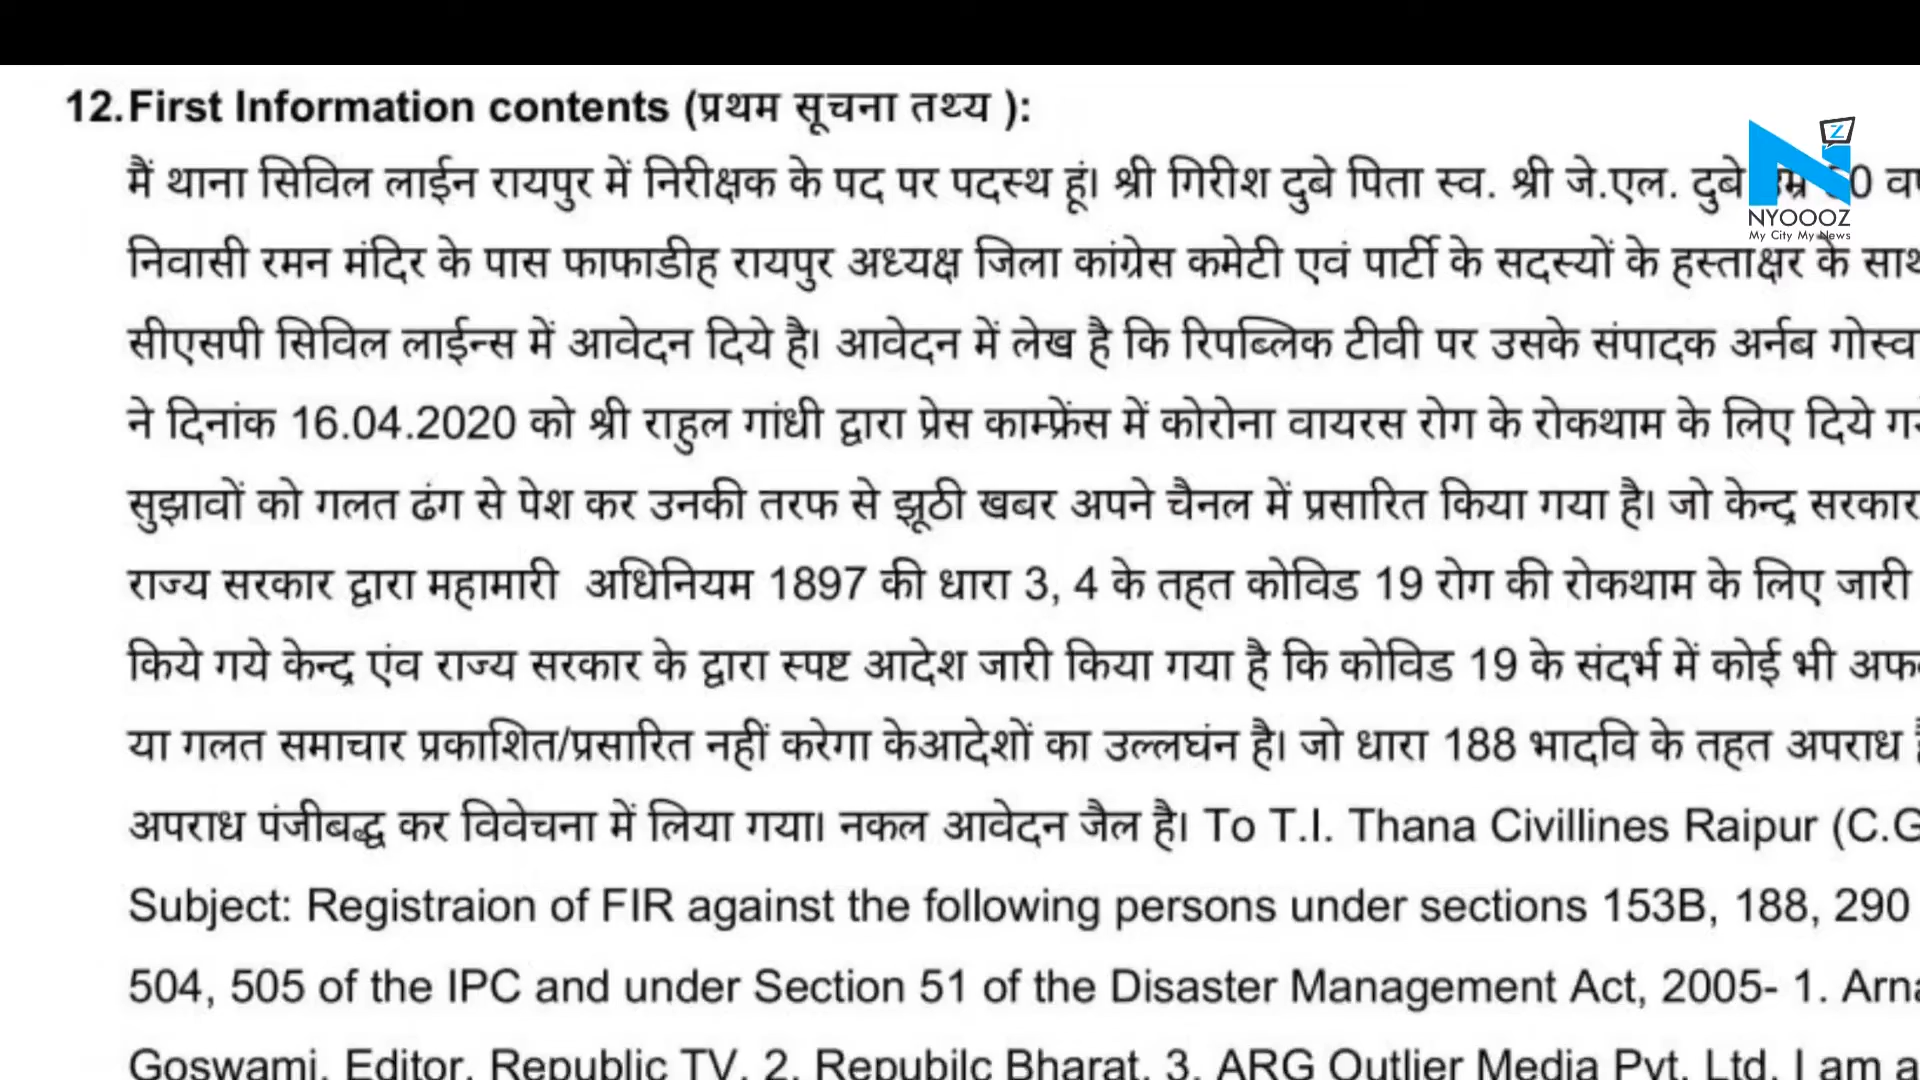 12. First Information contents (प्रथम सूचना तथ्य ):
मैं थाना सिविल लाईन रायपुर में निरीक्षक के पद पर पदस्थ हूं। श्री गिरीश दुबे पिता स्व. श्री जे.एल. दुबे
निवासी रमन मंदिर के पास फाफाडीह रायपुर अध्यक्ष जिला कांग्रेस कमेटी एवं पार्टी के सदस्यों के हस्ताक्षर के
सीएसपी सिविल लाईन्स में आवेदन दिये है। आवेदन में लेख है कि रिपब्लिक टीवी पर उसके संपादक अर्नब
ने दिनांक 16.04.2020 को श्री राहुल गांधी द्वारा प्रेस काम्फ्रेंस में कोरोना वायरस रोग के रोकथाम के लिए दिये
सुझावों को गलत ढंग से पेश कर उनकी तरफ से झूठी खबर अपने चैनल में प्रसारित किया गया है। जो केन्द्र सरकार
राज्य सरकार द्वारा महामारी अधिनियम 1897 की धारा 3, 4 के तहत कोविड 19 रोग की रोकथाम के लिए जारी
किये गये केन्द्र एंव राज्य सरकार के द्वारा स्पष्ट आदेश जारी किया गया है कि कोविड 19 के संदर्भ में कोई भी
या गलत समाचार प्रकाशित/प्रसारित नहीं करेगा केआदेशों का उल्लघंन है। जो धारा 188 भादवि के तहत अपराध
अपराध पंजीबद्ध कर विवेचना में लिया गया। नकल आवेदन जैल है। To T.I. Thana Civillines Raipur (C.G
Subject: Registraion of FIR against the following persons under sections 153B, 188, 290
504, 505 of the IPC and under Section 51 of the Disaster Management Act, 2005- 1.
Goswami, Editor, Republic TV, 2. Repubilc Bharat, 3. ARG Outlier Media Pvt. Ltd. I am a
Z
NYOOOZ
My City My News